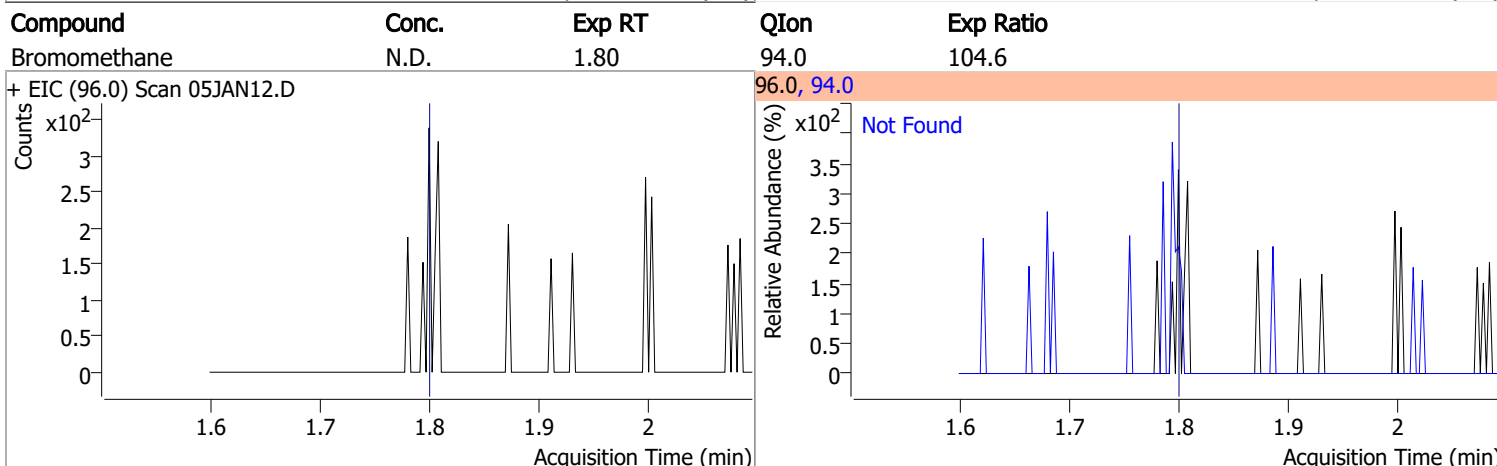 Compound Conc. Exp RT QIon Exp Ratio
Bromomethane N.D. 1.80 94.0 104.6
+ EIC (96.0) Scan 05JAN12.D
Counts
x10²
3
2.5
2
1.5
1
0.5
0
1.6 1.7 1.8 1.9 2
Acquisition Time (min)
96.0, 94.0
Relative Abundance (%)
x10²
Not Found
3.5
3
2.5
2
1.5
1
0.5
0
1.6 1.7 1.8 1.9 2
Acquisition Time (min)